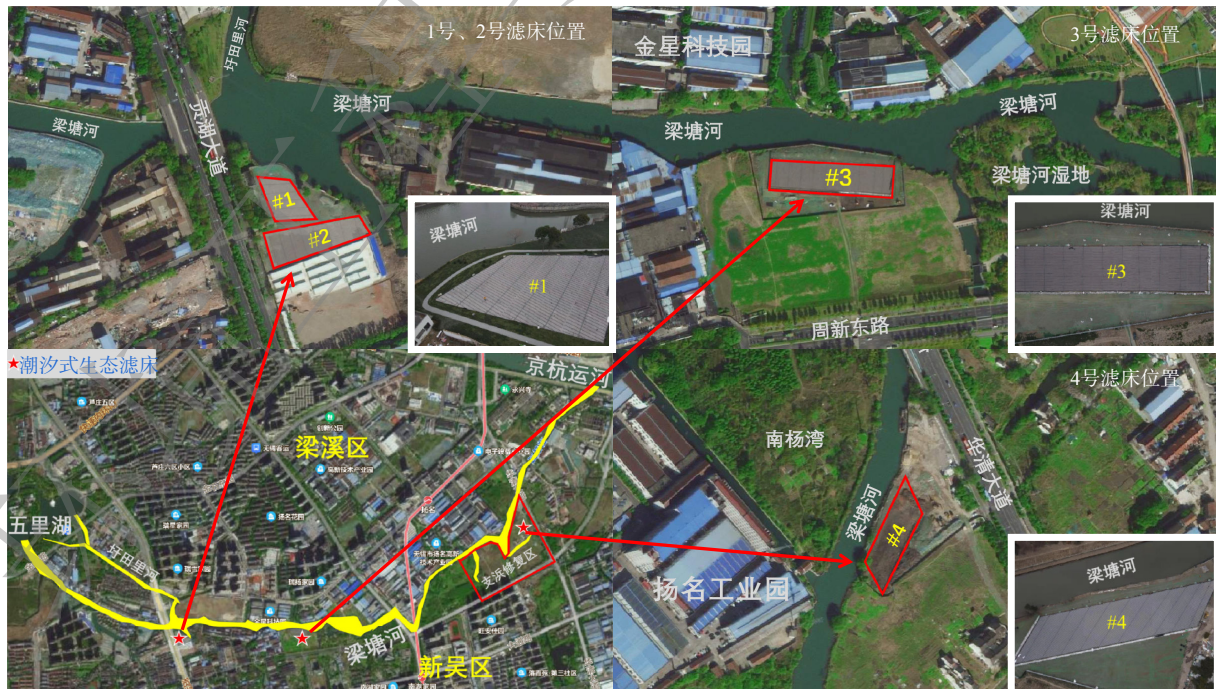 1号、2号滤床位置
圩田里河
梁塘河
梁塘河
贡湖大道
#1
#2
梁塘河
#1
3号滤床位置
金星科技园
梁塘河
梁塘河
梁塘河湿地
#3
周新东路
梁塘河
#3
★潮汐式生态滤床
京杭运河
梁溪区
五里湖
圩田里河
梁塘河
新吴区
支浜修复区
扬名
4号滤床位置
南杨湾
梁塘河
华清大道
#4
扬名工业园
梁塘河
#4